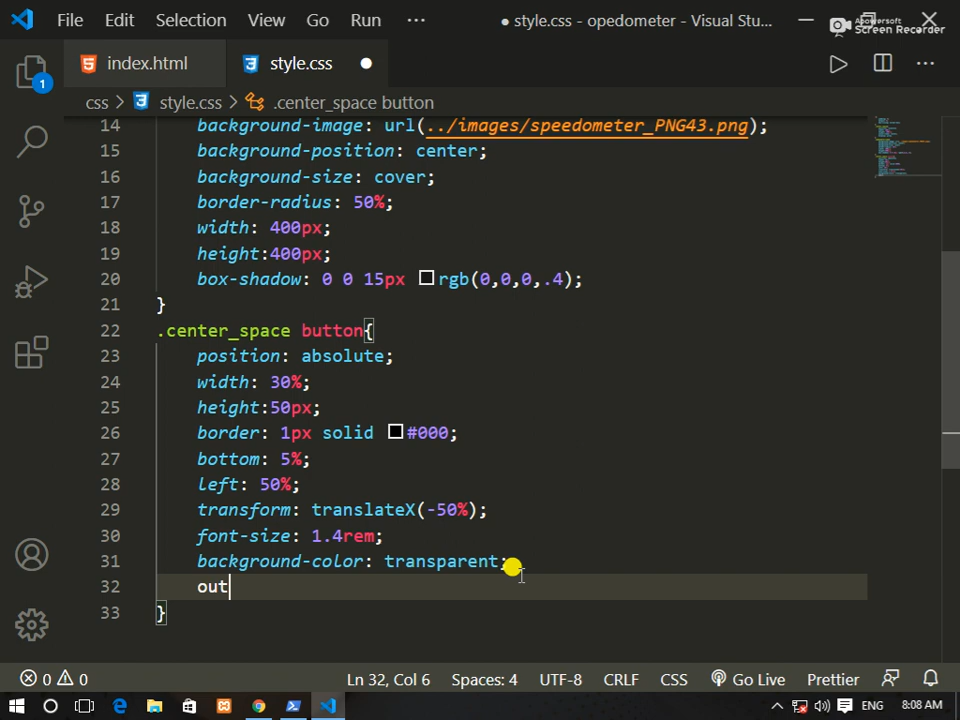 File Edit Selection View Go Run ··· ● style.css - opedometer - Visual Stu...
Apowersoft
Screen Recorder
index.html style.css ●
css > style.css > .center_space button
1
14 background-image: url(../images/speedometer_PNG43.png);
15 background-position: center;
16 background-size: cover;
17 border-radius: 50%;
18 width: 400px;
19 height:400px;
20 box-shadow: 0 0 15px rgb(0,0,0,.4);
21 }
22 .center_space button{
23 position: absolute;
24 width: 30%;
25 height:50px;
26 border: 1px solid #000;
27 bottom: 5%;
28 left: 50%;
29 transform: translateX(-50%);
30 font-size: 1.4rem;
31 background-color: transparent;
32 out
33 }
0 0 Ln 32, Col 6 Spaces: 4 UTF-8 CRLF CSS Go Live Prettier
ENG 8:08 AM